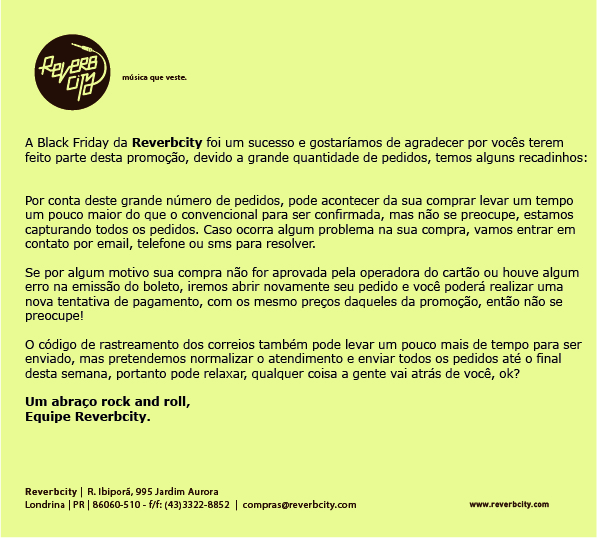 Reverb
City
música que veste.
A Black Friday da Reverbcity foi um sucesso e gostaríamos de agradecer por vocês terem
feito parte desta promoção, devido a grande quantidade de pedidos, temos alguns recadinhos:
Por conta deste grande número de pedidos, pode acontecer da sua comprar levar um tempo
um pouco maior do que o convencional para ser confirmada, mas não se preocupe, estamos
capturando todos os pedidos. Caso ocorra algum problema na sua compra, vamos entrar em
contato por email, telefone ou sms para resolver.
Se por algum motivo sua compra não for aprovada pela operadora do cartão ou houve algum
erro na emissão do boleto, iremos abrir novamente seu pedido e você poderá realizar uma
nova tentativa de pagamento, com os mesmo preços daqueles da promoção, então não se
preocupe!
O código de rastreamento dos correios também pode levar um pouco mais de tempo para ser
enviado, mas pretendemos normalizar o atendimento e enviar todos os pedidos até o final
desta semana, portanto pode relaxar, qualquer coisa a gente vai atrás de você, ok?
Um abraço rock and roll,
Equipe Reverbcity.
Reverbcity | R. Ibiporã, 995 Jardim Aurora
Londrina | PR | 86060-510 - f/f: (43)3322-8852 | compras@reverbcity.com
www.reverbcity.com